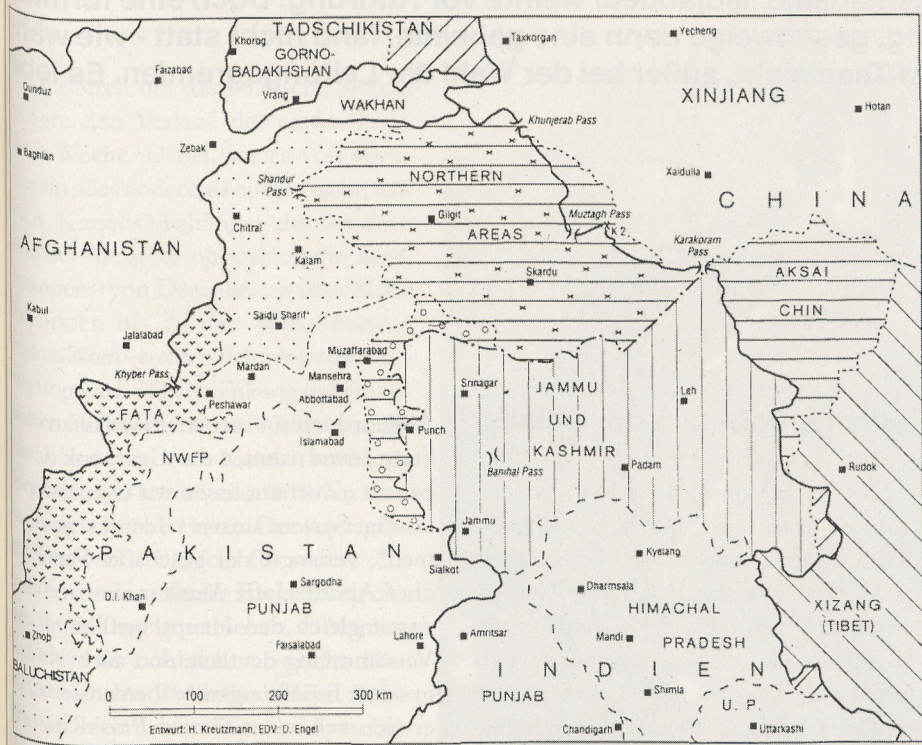 TADSCHIKISTAN
Khorog
GORNO-
BADAKHSHAN
Vrang
WAKHAN
Faizabad
Qunduz
Baghlan
Zebak
Taxkorgan
Yecheng
XINJIANG
Hotan
Khunjerab Pass
Xaidulla
CHINA
Shandur
Pass
NORTHERN
AREAS
Gilgit
Muztagh Pass
K 2
Karakoram
Pass
Chitral
Kalam
Skardu
AKSAI
CHIN
AFGHANISTAN
Kabul
Jalalabad
Khyber Pass
Saidu Sharif
Mardan
Peshawar
Muzaffarabad
Mansehra
Abbottabad
Islamabad
FATA
NWFP
Srinagar
JAMMU
UND
KASHMIR
Leh
Punch
Banihal Pass
Padam
Rudok
Jammu
Sialkot
Kyelang
PAKISTAN
Sargodha
PUNJAB
D.I. Khan
Faisalabad
Zhob
BALUCHISTAN
Lahore
Amritsar
Dharmsala
HIMACHAL
PRADESH
Mandi
XIZANG
(TIBET)
INDIEN
PUNJAB
Shimla
U. P.
Chandigarh
Uttarkashi
0 100 200 300 km
Entwurf: H. Kreutzmann, EDV: D. Engel